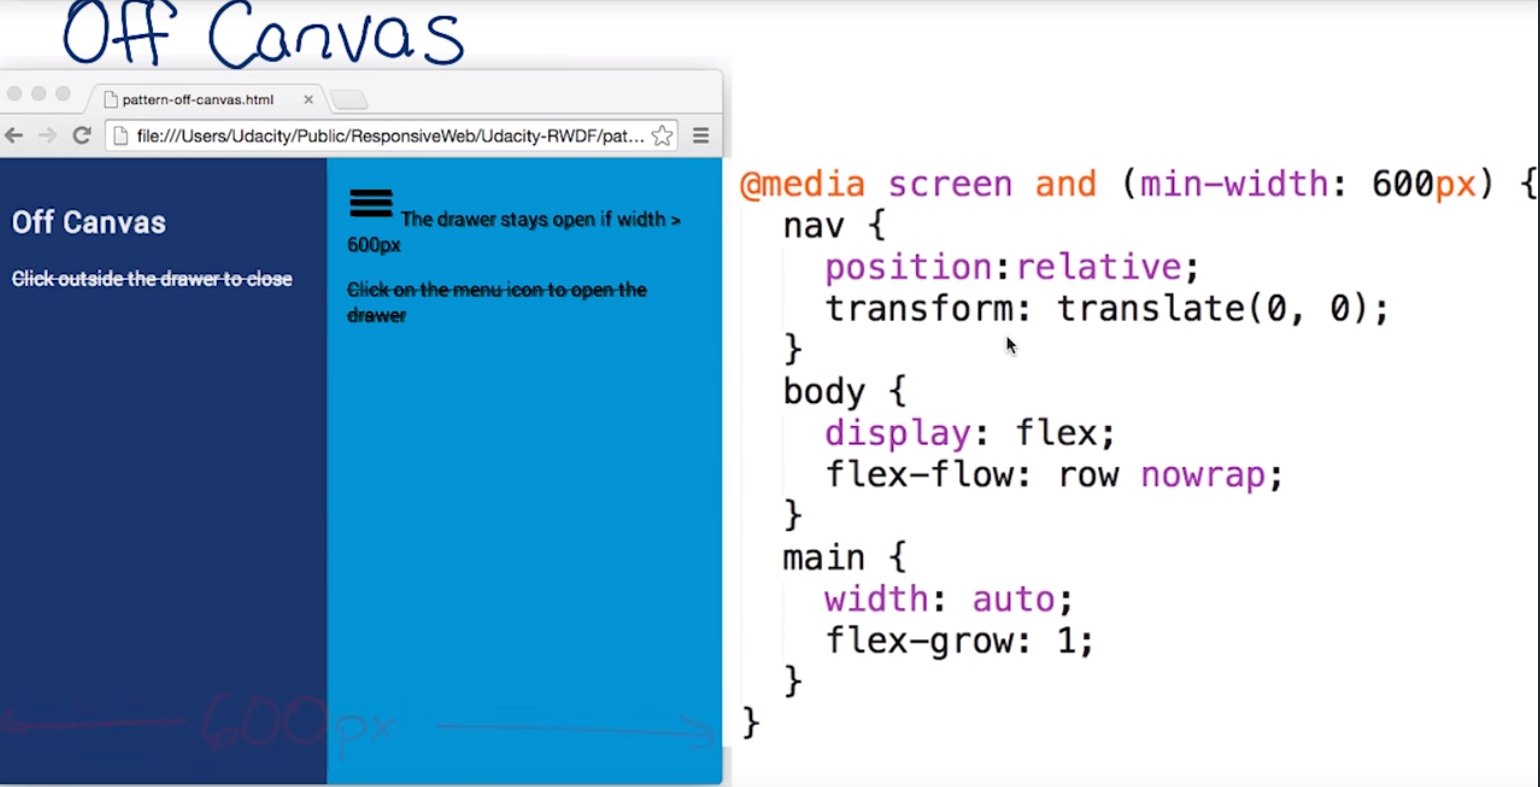 Off Canvas
pattern-off-canvas.html ×
file:///Users/Udacity/Public/ResponsiveWeb/Udacity-RWDF/pat...
Off Canvas
Click outside the drawer to close
The drawer stays open if width >
600px
Click on the menu icon to open the
drawer
600px
@media screen and (min-width: 600px) {
nav {
position:relative;
transform: translate(0, 0);
}
body {
display: flex;
flex-flow: row nowrap;
}
main {
width: auto;
flex-grow: 1;
}
}